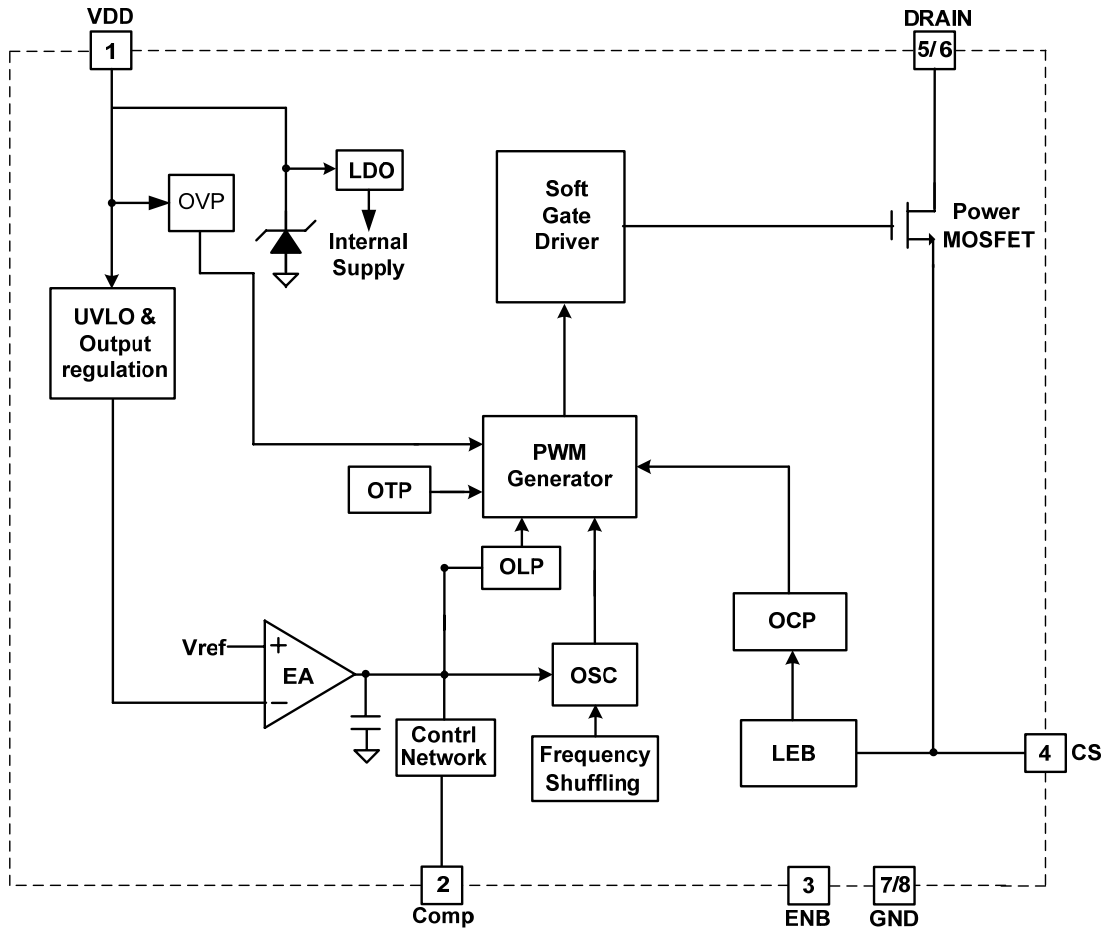 VDD
1
DRAIN
5/6
LDO
OVP
Internal
Supply
Soft
Gate
Driver
Power
MOSFET
UVLO &
Output
regulation
PWM
Generator
OTP
OLP
OCP
Vref
+
EA
−
OSC
Contrl
Network
Frequency
Shuffling
LEB
4
CS
2
Comp
3
ENB
7/8
GND